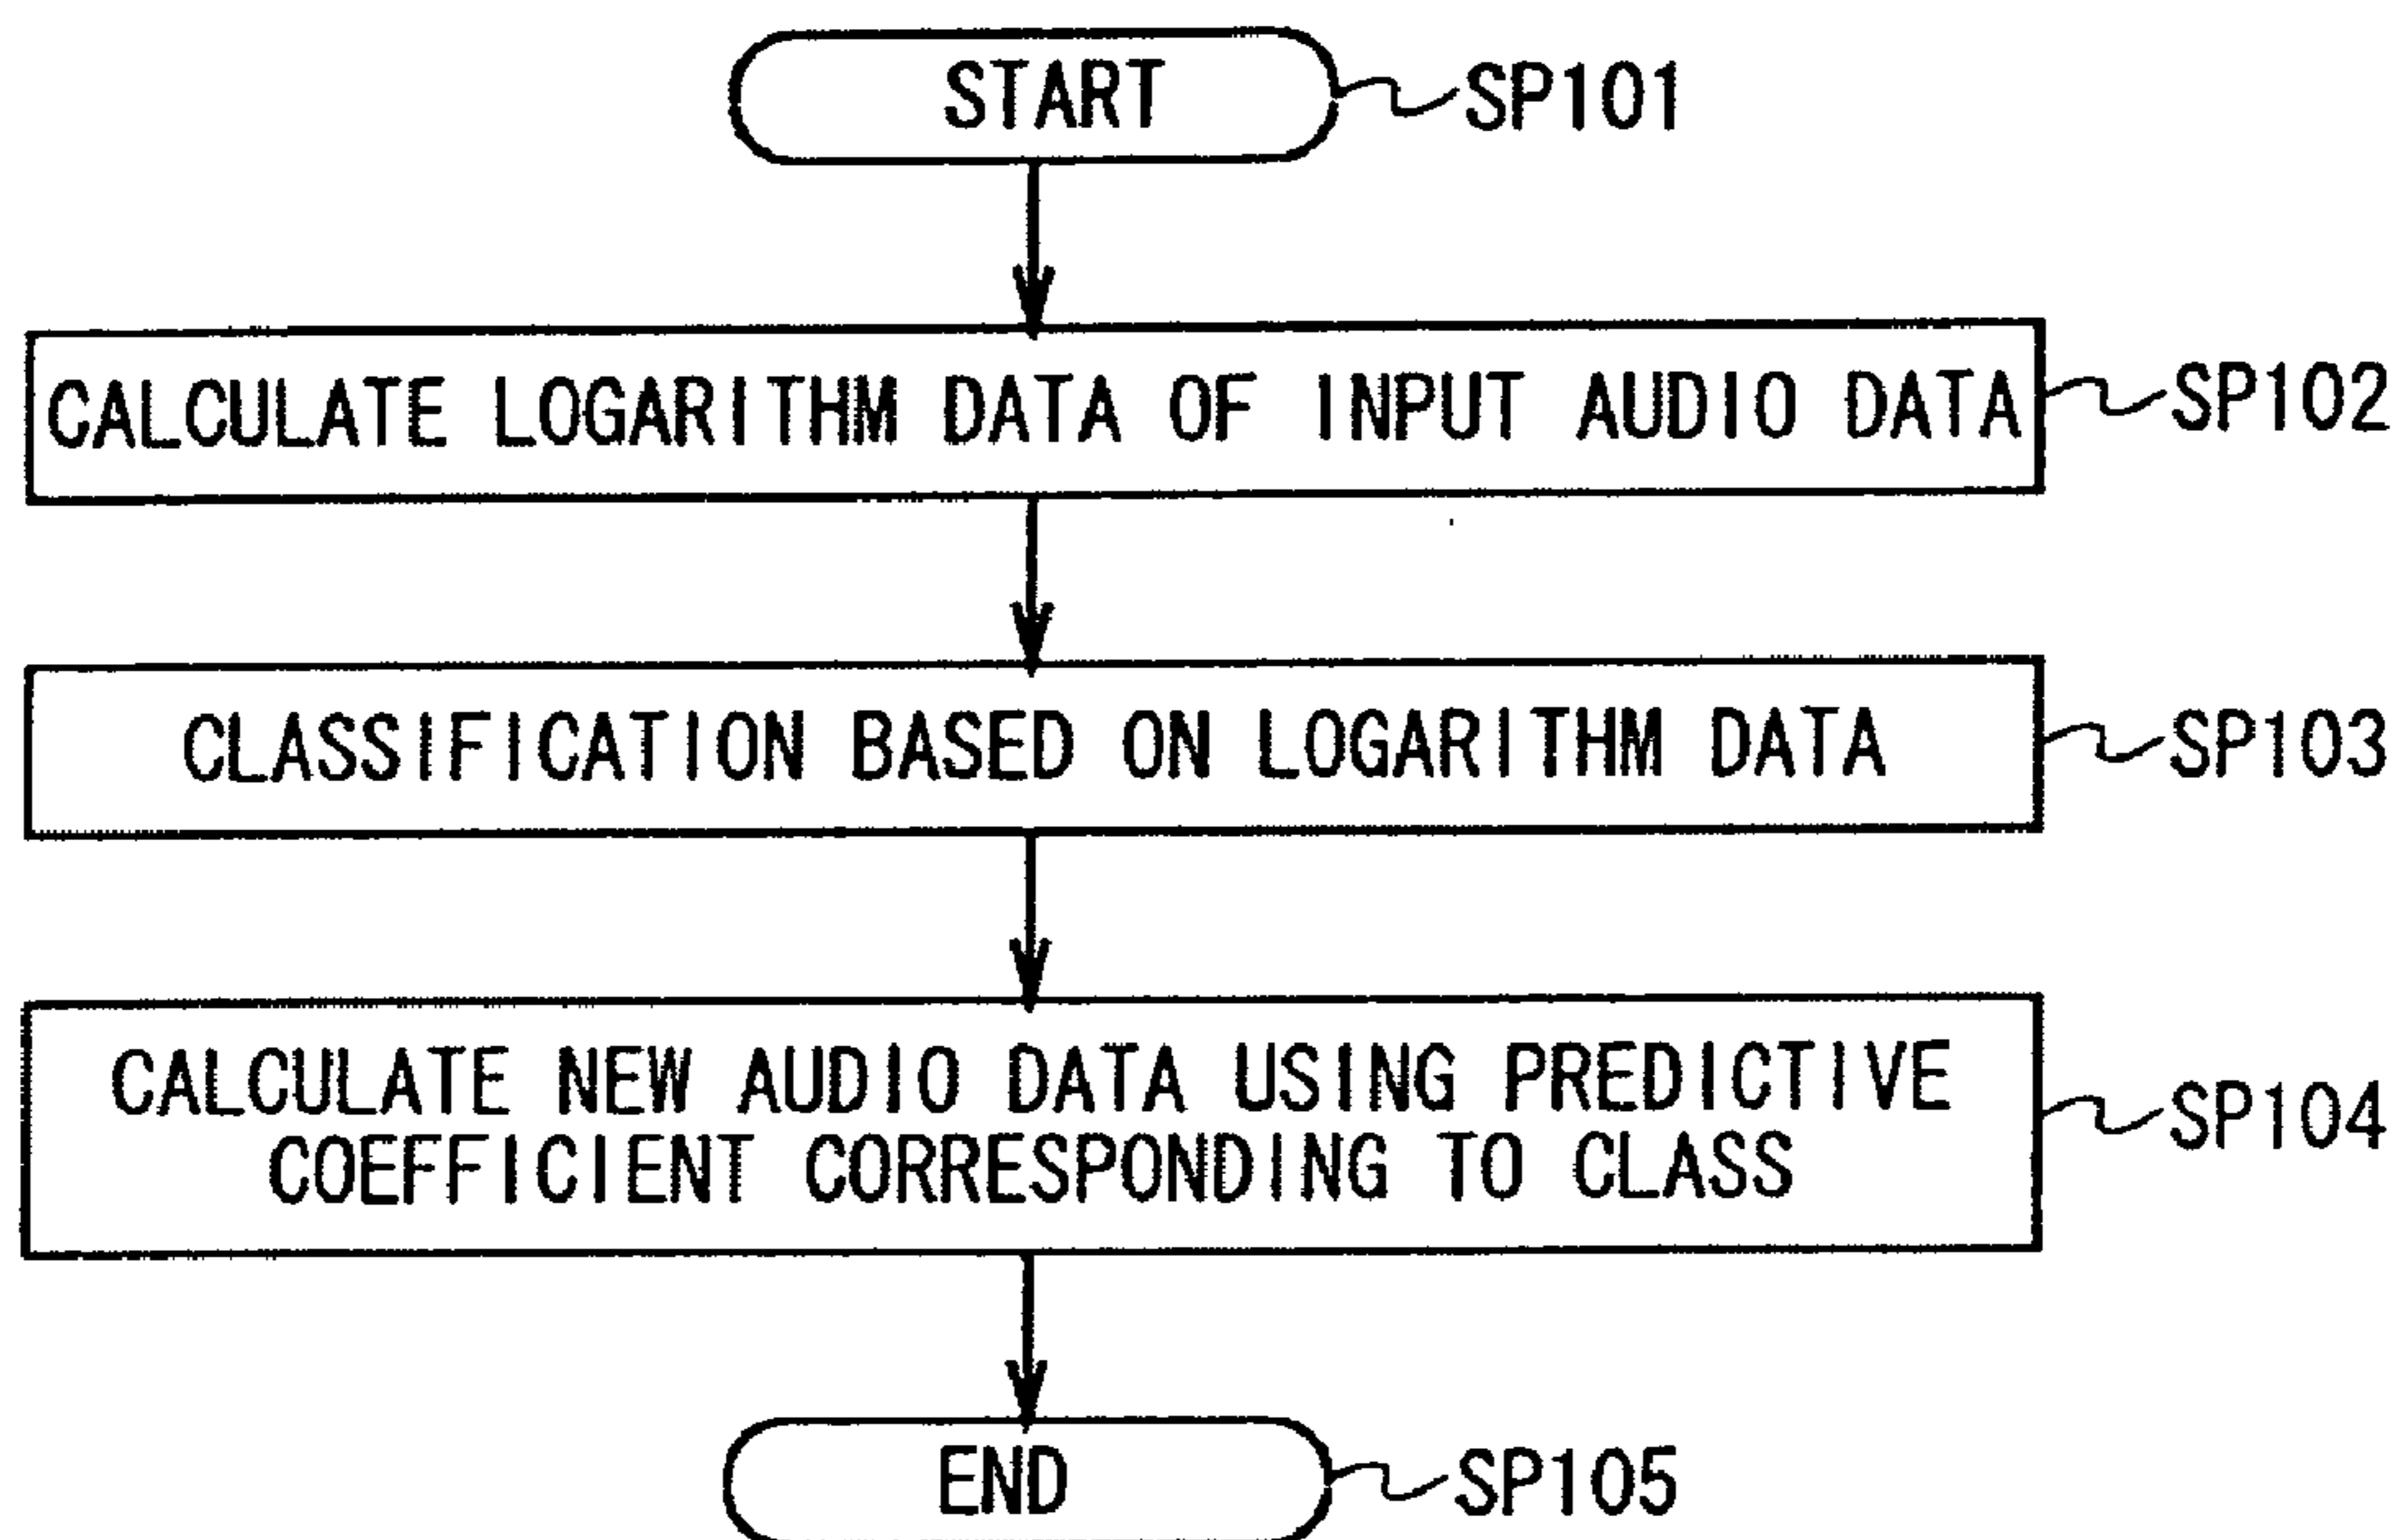 START
SP101
CALCULATE LOGARITHM DATA OF INPUT AUDIO DATA
SP102
CLASSIFICATION BASED ON LOGARITHM DATA
SP103
CALCULATE NEW AUDIO DATA USING PREDICTIVE
COEFFICIENT CORRESPONDING TO CLASS
SP104
END
SP105